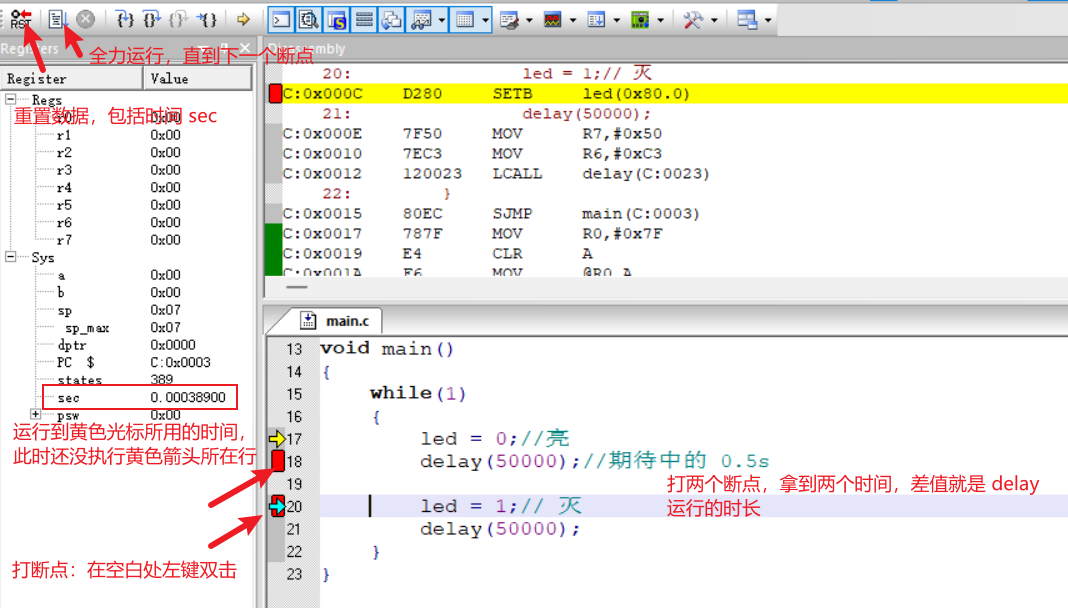 RST
Registers
全力运行，直到下一个断点
Register Value
Regs
重置数据，包括时间 sec
r0 0x00
r1 0x00
r2 0x00
r3 0x00
r4 0x00
r5 0x00
r6 0x00
r7 0x00
Sys
a 0x00
b 0x00
sp 0x07
sp_max 0x07
dptr 0x0000
PC $ C:0x0003
states 389
sec 0.00038900
psw 0x00
运行到黄色光标所用的时间，
此时还没执行黄色箭头所在行
打断点：在空白处左键双击
20: led = 1;// 灭
C:0x000C D280 SETB led(0x80.0)
21: delay(50000);
C:0x000E 7F50 MOV R7,#0x50
C:0x0010 7EC3 MOV R6,#0xC3
C:0x0012 120023 LCALL delay(C:0023)
22: }
C:0x0015 80EC SJMP main(C:0003)
C:0x0017 787F MOV R0,#0x7F
C:0x0019 E4 CLR A
C:0x001A F6 MOV @R0,A
main.c
13 void main()
14 {
15 while(1)
16 {
17 led = 0;//亮
18 delay(50000);//期待中的 0.5s
19
20 led = 1;// 灭
21 delay(50000);
22 }
23 }
打两个断点，拿到两个时间，差值就是 delay
运行的时长